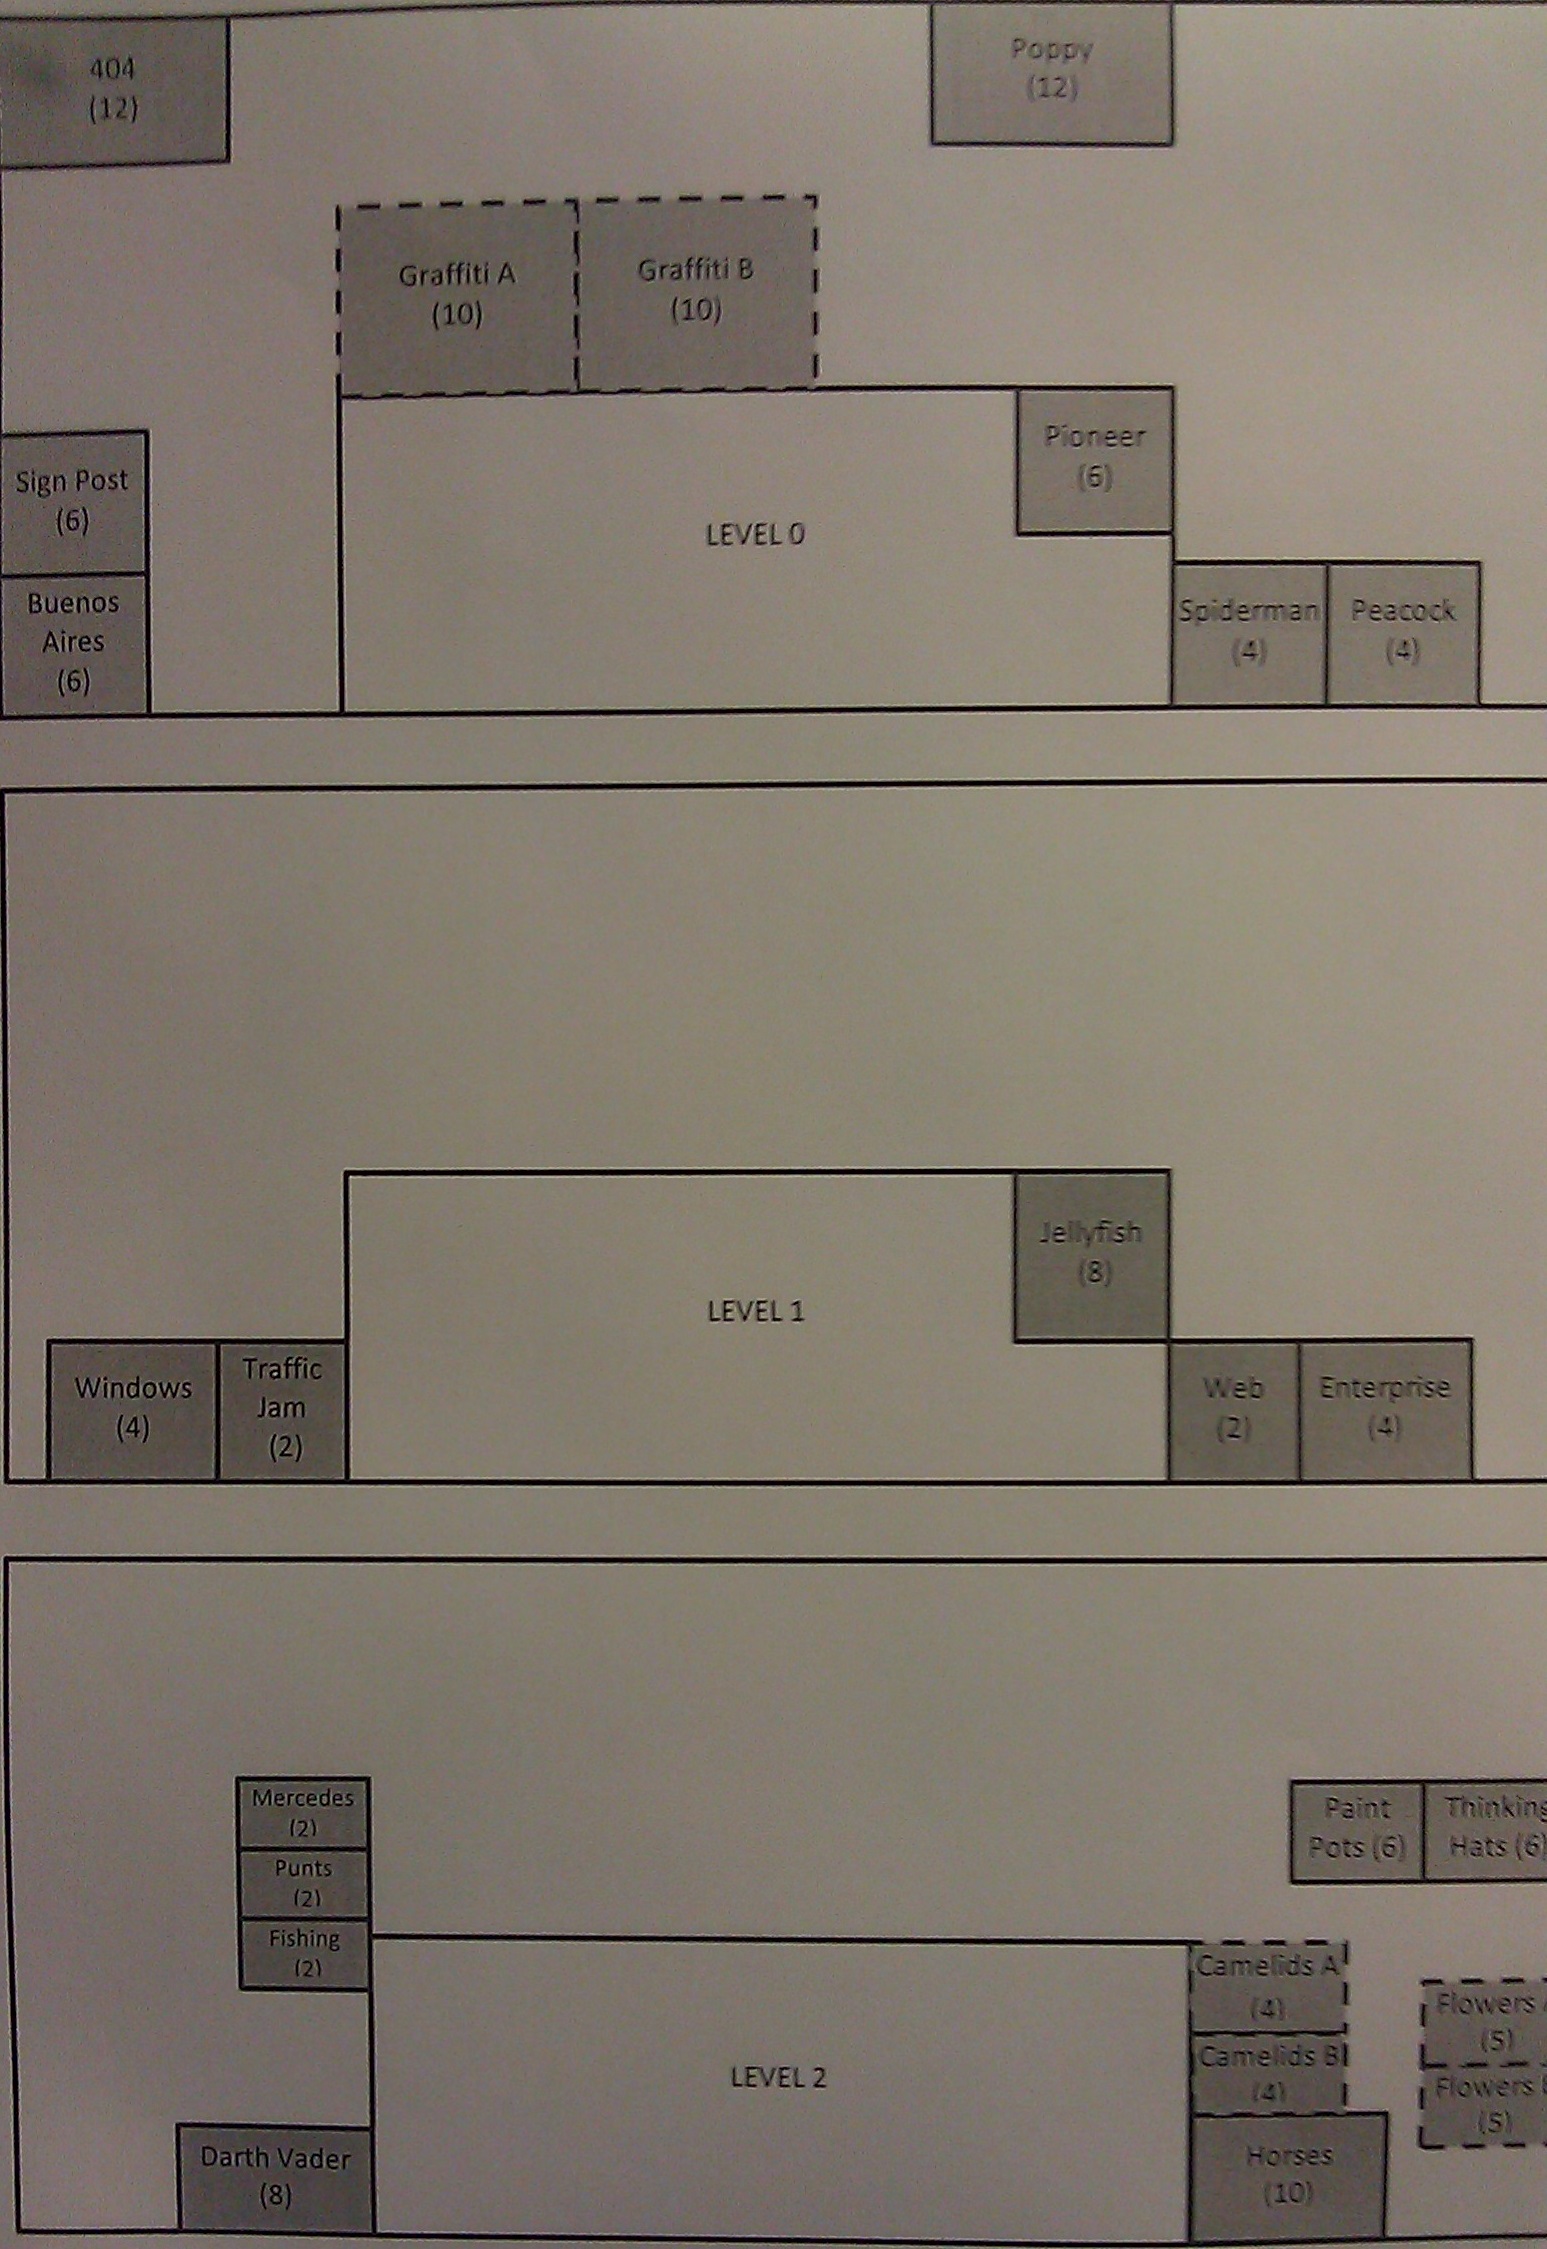 404
(12)
Poppy
(12)
Graffiti A
(10)
Graffiti B
(10)
Sign Post
(6)
Buenos
Aires
(6)
LEVEL 0
Pioneer
(6)
Spiderman
(4)
Peacock
(4)
Windows
(4)
Traffic
Jam
(2)
LEVEL 1
Jellyfish
(8)
Web
(2)
Enterprise
(4)
Mercedes
(2)
Punts
(2)
Fishing
(2)
Darth Vader
(8)
LEVEL 2
Paint
Pots (6)
Thinking
Hats (6)
Camelids A
(4)
Camelids B
(4)
Horses
(10)
Flowers
(5)
Flowers
(5)